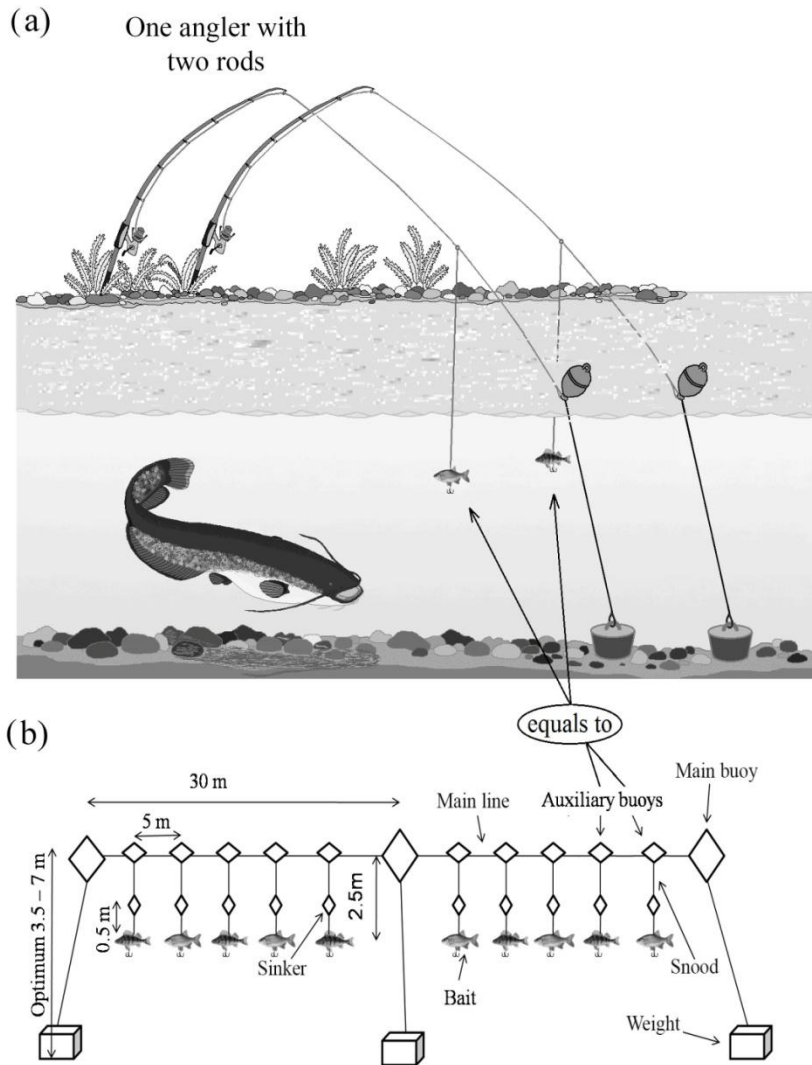 (a)
One angler with
two rods
equals to
(b)
30 m
Main line
Auxiliary buoys
Main buoy
5 m
Optimum 3.5 – 7 m
0.5 m
2.5m
Sinker
Bait
Snood
Weight